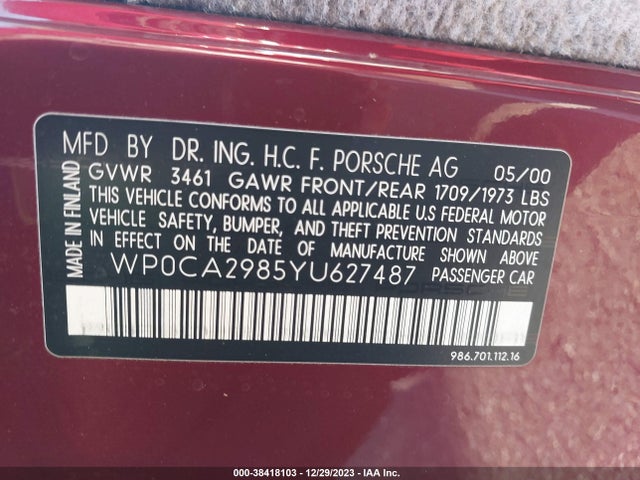 MFD BY DR. ING. H.C. F. PORSCHE AG 05/00
GVWR 3461 GAWR FRONT/REAR 1709/1973 LBS
THIS VEHICLE CONFORMS TO ALL APPLICABLE U.S FEDERAL MOTOR
VEHICLE SAFETY, BUMPER, AND THEFT PREVENTION STANDARDS
IN EFFECT ON THE DATE OF MANUFACTURE SHOWN ABOVE.
WP0CA2985YU627487 PASSENGER CAR
MADE IN FINLAND
PORSCHE
986.701.112.16
000-38418103 - 12/29/2023 - IAA Inc.